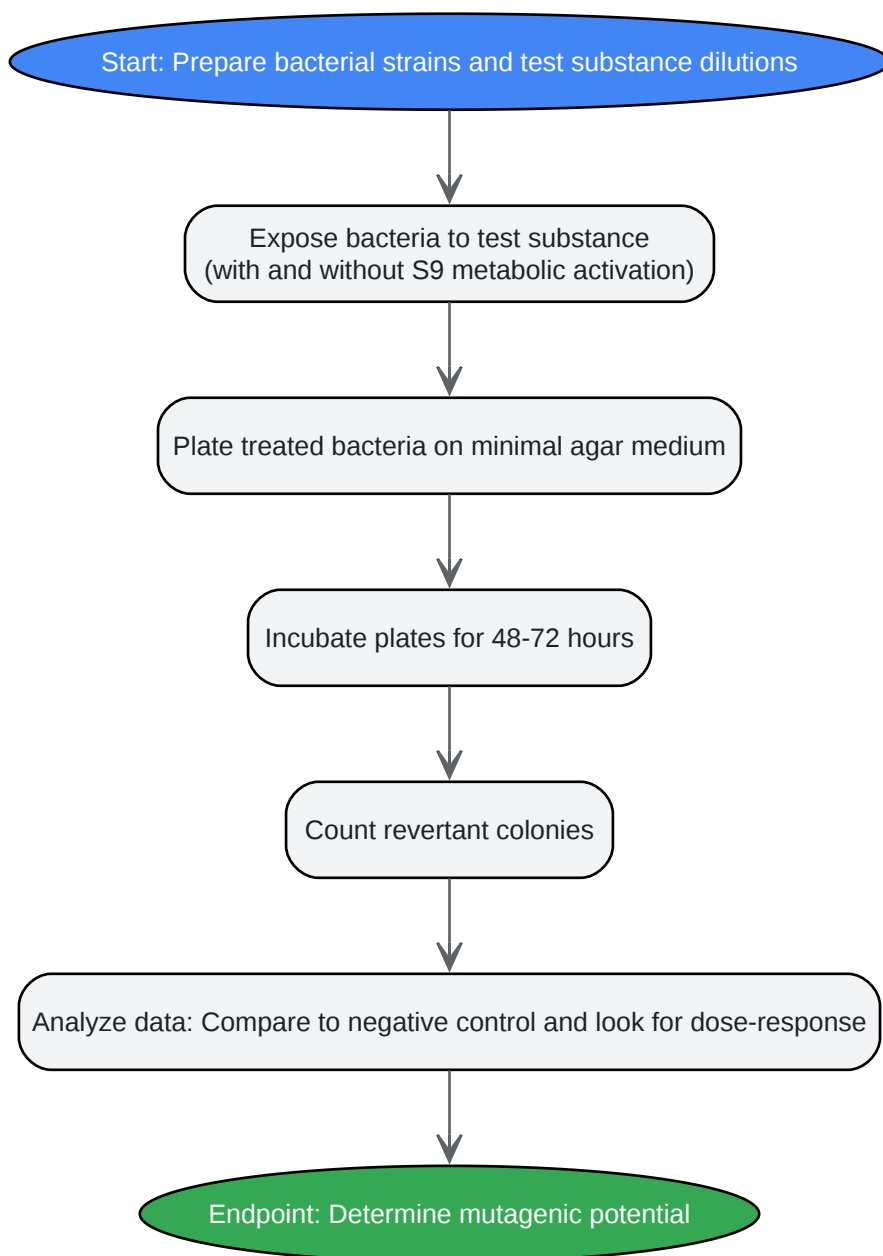 Start: Prepare bacterial strains and test substance dilutions
Expose bacteria to test substance
(with and without S9 metabolic activation)
Plate treated bacteria on minimal agar medium
Incubate plates for 48-72 hours
Count revertant colonies
Analyze data: Compare to negative control and look for dose-response
Endpoint: Determine mutagenic potential